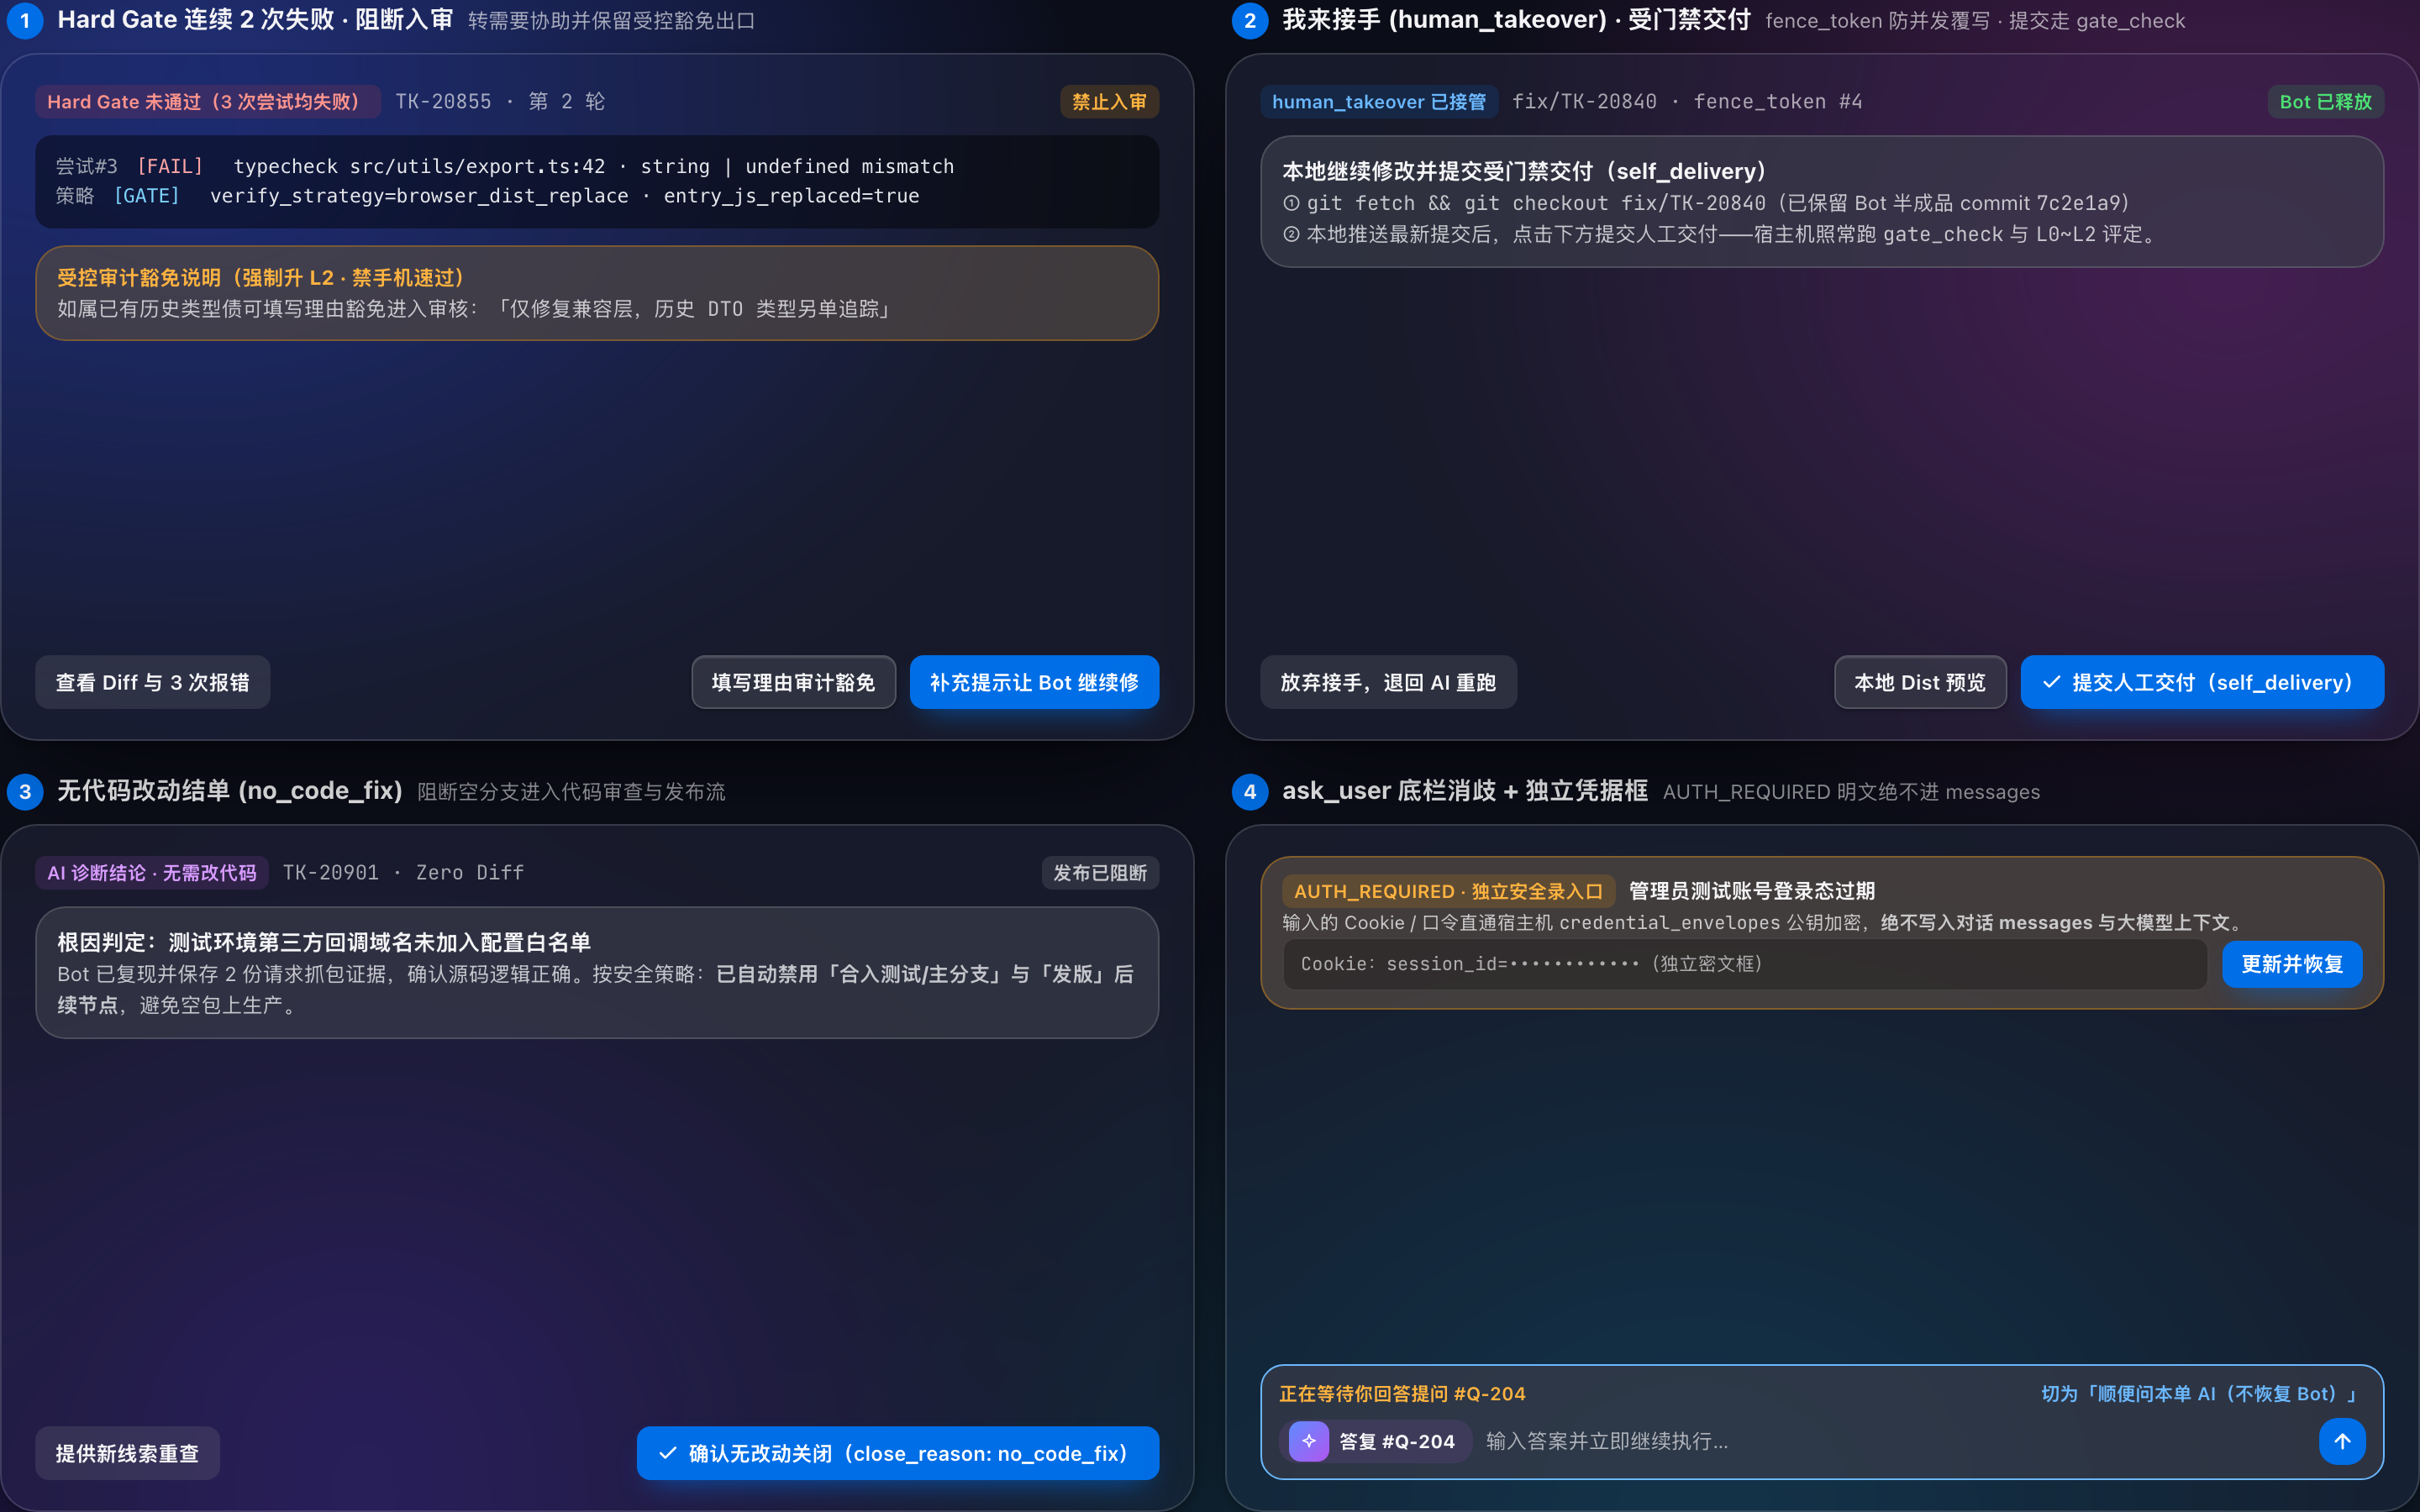 1 Hard Gate 连续 2 次失败 · 阻断入审 转需要协助并保留受控豁免出口
Hard Gate 未通过（3 次尝试均失败） TK-20855 · 第 2 轮 禁止入审
尝试#3 [FAIL] typecheck src/utils/export.ts:42 · string | undefined mismatch
策略 [GATE] verify_strategy=browser_dist_replace · entry_js_replaced=true
受控审计豁免说明（强制升 L2 · 禁手机速过）
如属已有历史类型债可填写理由豁免进入审核：「仅修复兼容层，历史 DTO 类型另单追踪」
查看 Diff 与 3 次报错 填写理由审计豁免 补充提示让 Bot 继续修
2 我来接手 (human_takeover) · 受门禁交付 fence_token 防并发覆写 · 提交走 gate_check
human_takeover 已接管 fix/TK-20840 · fence_token #4 Bot 已释放
本地继续修改并提交受门禁交付（self_delivery）
① git fetch && git checkout fix/TK-20840（已保留 Bot 半成品 commit 7c2e1a9）
② 本地推送最新提交后，点击下方提交人工交付——宿主机照常跑 gate_check 与 L0~L2 评定。
放弃接手，退回 AI 重跑 本地 Dist 预览 ✓ 提交人工交付（self_delivery）
3 无代码改动结单 (no_code_fix) 阻断空分支进入代码审查与发布流
AI 诊断结论 · 无需改代码 TK-20901 · Zero Diff 发布已阻断
根因判定：测试环境第三方回调域名未加入配置白名单
Bot 已复现并保存 2 份请求抓包证据，确认源码逻辑正确。按安全策略：已自动禁用「合入测试/主分支」与「发版」后
续节点，避免空包上生产。
提供新线索重查 ✓ 确认无改动关闭（close_reason: no_code_fix）
4 ask_user 底栏消歧 + 独立凭据框 AUTH_REQUIRED 明文绝不进 messages
AUTH_REQUIRED · 独立安全录入口 管理员测试账号登录态过期
输入的 Cookie / 口令直通宿主机 credential_envelopes 公钥加密，绝不写入对话 messages 与大模型上下文。
Cookie: session_id=•••••••••••• （独立密文框） 更新并恢复
正在等待你回答提问 #Q-204 切为「顺便问本单 AI（不恢复 Bot）」
答复 #Q-204 输入答案并立即继续执行...